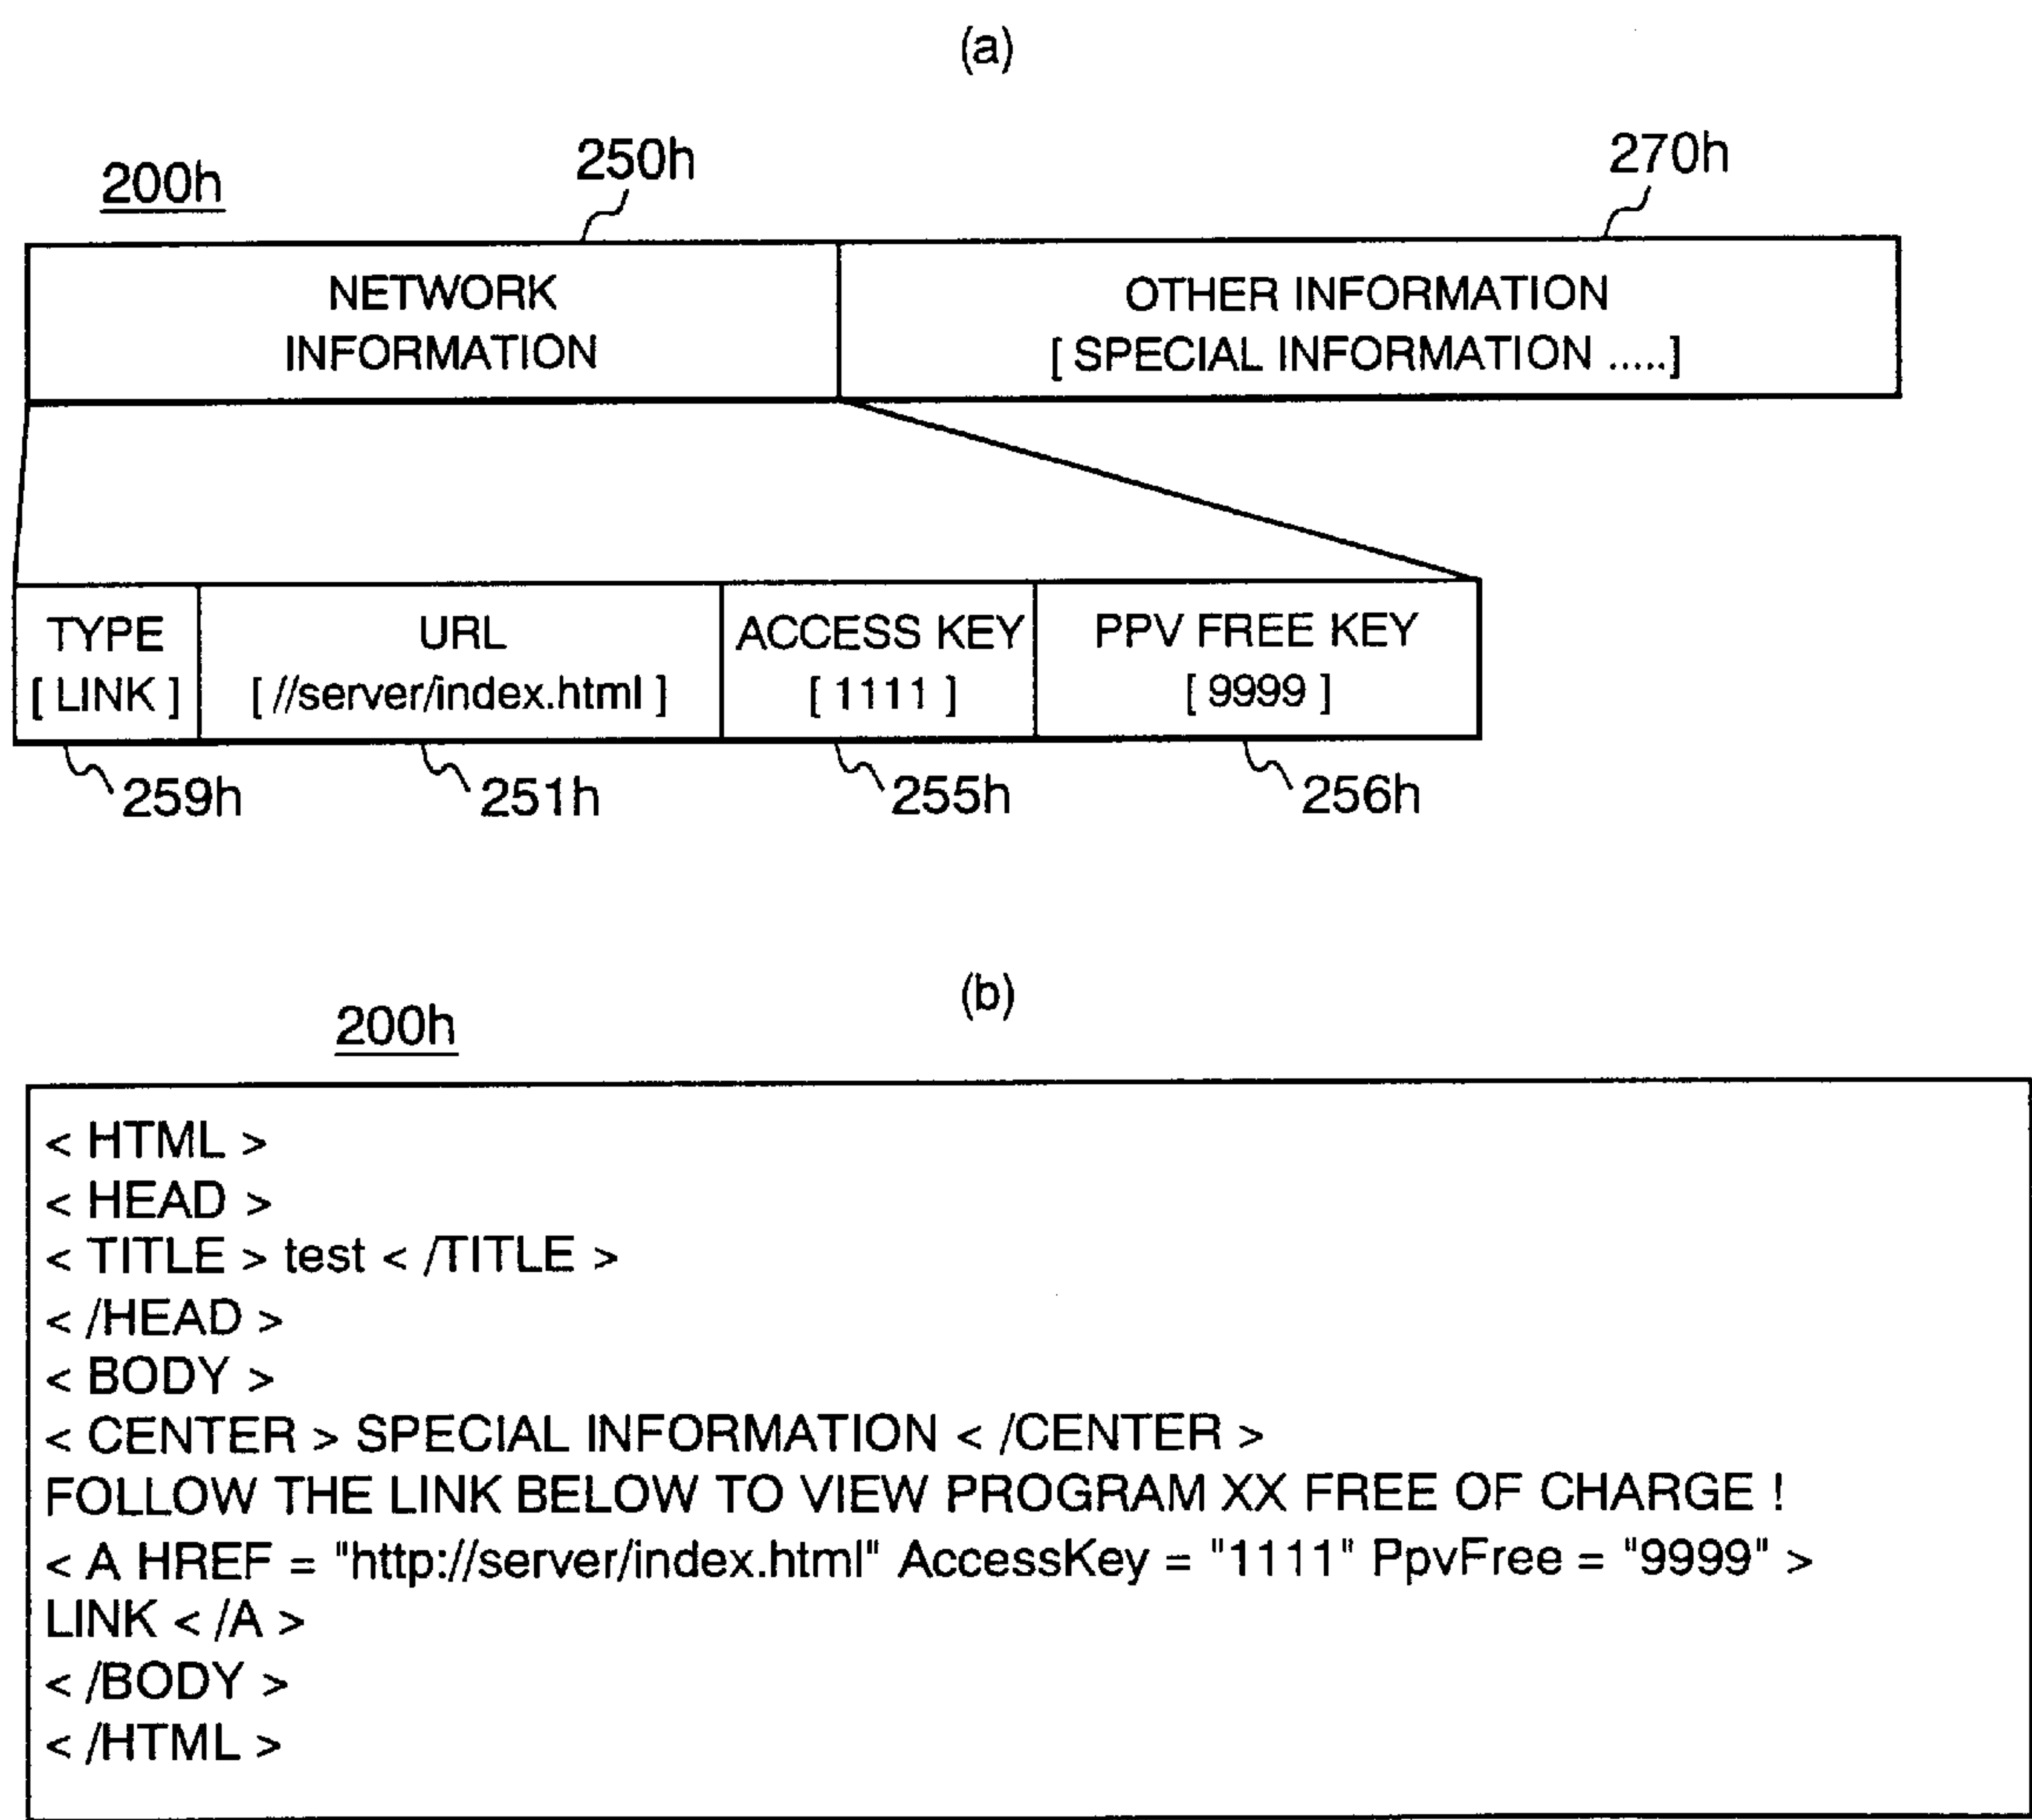 (a)
200h
250h
270h
NETWORK
INFORMATION
OTHER INFORMATION
[ SPECIAL INFORMATION ..... ]
TYPE
[ LINK ]
URL
[ //server/index.html ]
ACCESS KEY
[ 1111 ]
PPV FREE KEY
[ 9999 ]
259h
251h
255h
256h
(b)
200h
< HTML >
< HEAD >
< TITLE > test < /TITLE >
< /HEAD >
< BODY >
< CENTER > SPECIAL INFORMATION < /CENTER >
FOLLOW THE LINK BELOW TO VIEW PROGRAM XX FREE OF CHARGE !
< A HREF = "http://server/index.html" AccessKey = "1111" PpvFree = "9999" >
LINK < /A >
< /BODY >
< /HTML >